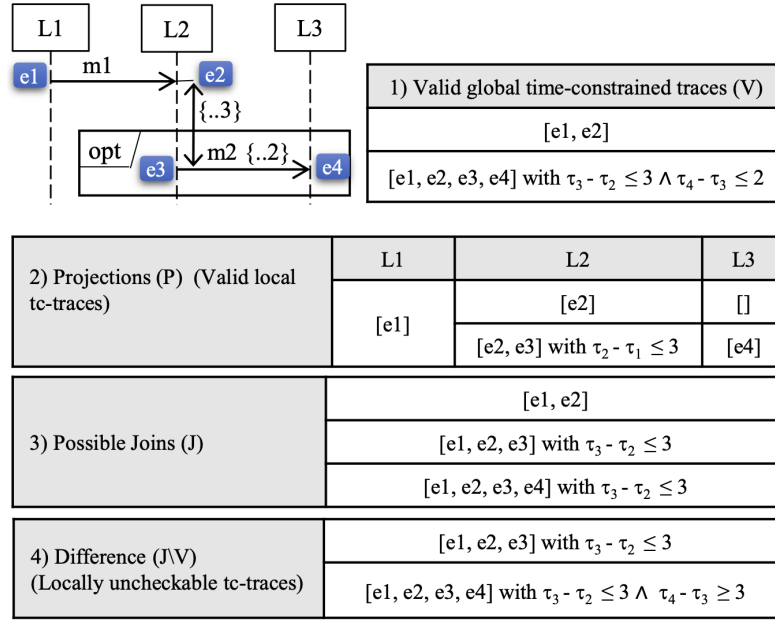 L1 L2 L3
e1 m1 e2
{..3}
opt e3 m2 {..2} e4
1) Valid global time-constrained traces (V)
[e1, e2]
[e1, e2, e3, e4] with τ₃ - τ₂ ≤ 3 ∧ τ₄ - τ₃ ≤ 2
2) Projections (P) (Valid local
tc-traces)
L1 L2 L3
[e1]
[e2] []
[e2, e3] with τ₂ - τ₁ ≤ 3 [e4]
3) Possible Joins (J)
[e1, e2]
[e1, e2, e3] with τ₃ - τ₂ ≤ 3
[e1, e2, e3, e4] with τ₃ - τ₂ ≤ 3
4) Difference (J\V)
(Locally uncheckable tc-traces)
[e1, e2, e3] with τ₃ - τ₂ ≤ 3
[e1, e2, e3, e4] with τ₃ - τ₂ ≤ 3 ∧ τ₄ - τ₃ ≥ 3